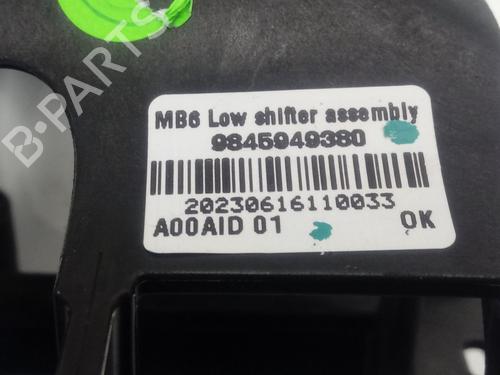 B-PARTS
MB6 Low shifter assembly
9845949380
20230616110033
A00AID 01 OK